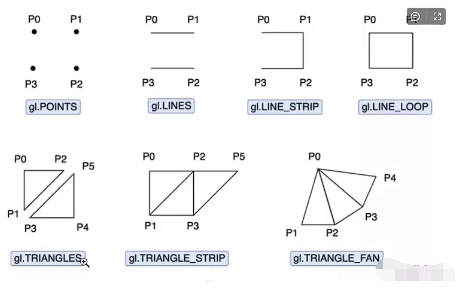 P0 P1
P3 P2
gl.POINTS
P0 P1
P3 P2
gl.LINES
P0 P1
P3 P2
gl.LINE_STRIP
P0
P3 P2
gl.LINE_LOOP
P0 P2 P5
P1 P3 P4
gl.TRIANGLES
P0 P2 P5
P1 P3
gl.TRIANGLE_STRIP
P0
P4
P3
P1 P2
gl.TRIANGLE_FAN